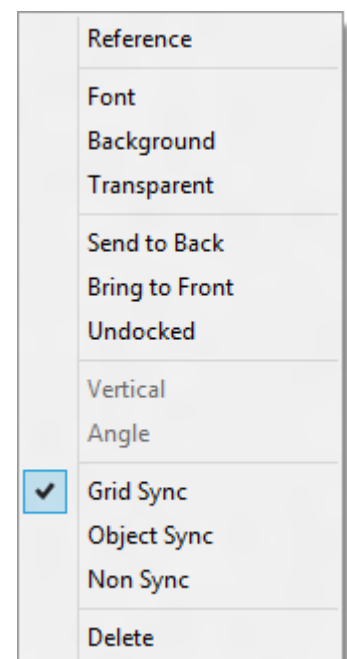 Reference
Font
Background
Transparent
Send to Back
Bring to Front
Undocked
Vertical
Angle
Grid Sync
Object Sync
Non Sync
Delete